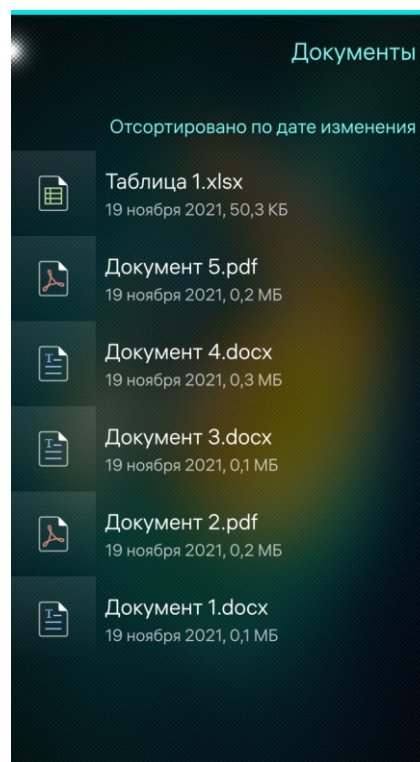 Документы
Отсортировано по дате изменения
Таблица 1.xlsx
19 ноября 2021, 50,3 КБ
Документ 5.pdf
19 ноября 2021, 0,2 МБ
Документ 4.docx
19 ноября 2021, 0,3 МБ
Документ 3.docx
19 ноября 2021, 0,1 МБ
Документ 2.pdf
19 ноября 2021, 0,2 МБ
Документ 1.docx
19 ноября 2021, 0,1 МБ